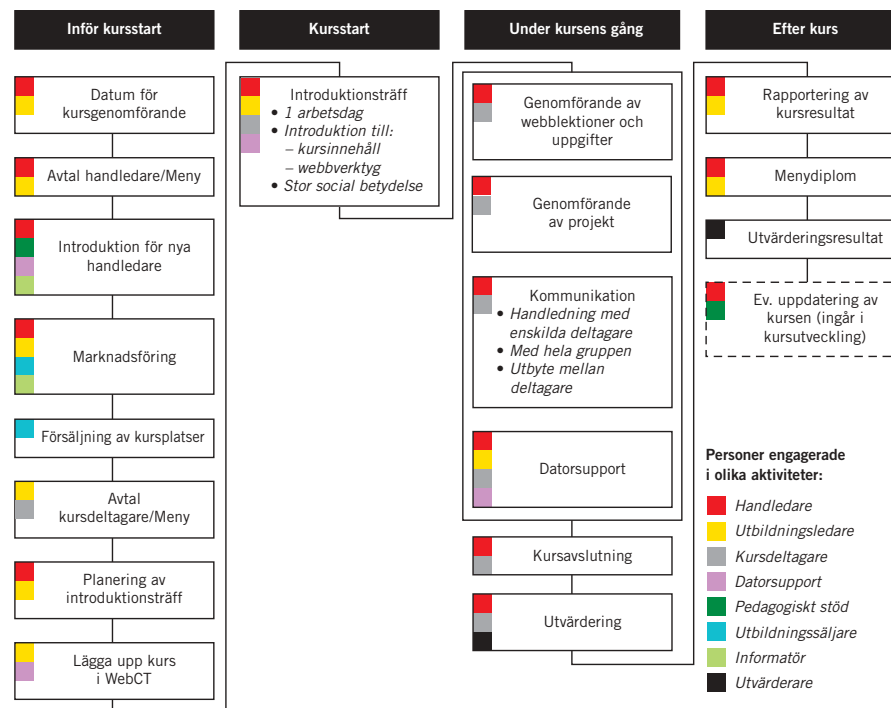 Inför kursstart
Datum för
kursgenomförande
Avtal handledare/Meny
Introduktion för nya
handledare
Marknadsföring
Försäljning av kursplatser
Avtal
kursdeltagare/Meny
Planering av
introduktionsträff
Lägga upp kurs
i WebCT
Kursstart
Introduktionsträff
• 1 arbetsdag
• Introduktion till:
– kursinnehåll
– webbverktyg
• Stor social betydelse
Under kursens gång
Genomförande av
webblektioner och
uppgifter
Genomförande
av projekt
Kommunikation
• Handledning med
enskilda deltagare
• Med hela gruppen
• Utbyte mellan
deltagare
Datorsupport
Kursavslutning
Utvärdering
Efter kurs
Rapportering av
kursresultat
Menydiplom
Utvärderingsresultat
Ev. uppdatering av
kursen (ingår i
kursutveckling)
Personer engagerade
i olika aktiviteter:
Handledare
Utbildningsledare
Kursdeltagare
Datorsupport
Pedagogiskt stöd
Utbildningssäljare
Informatör
Utvärderare